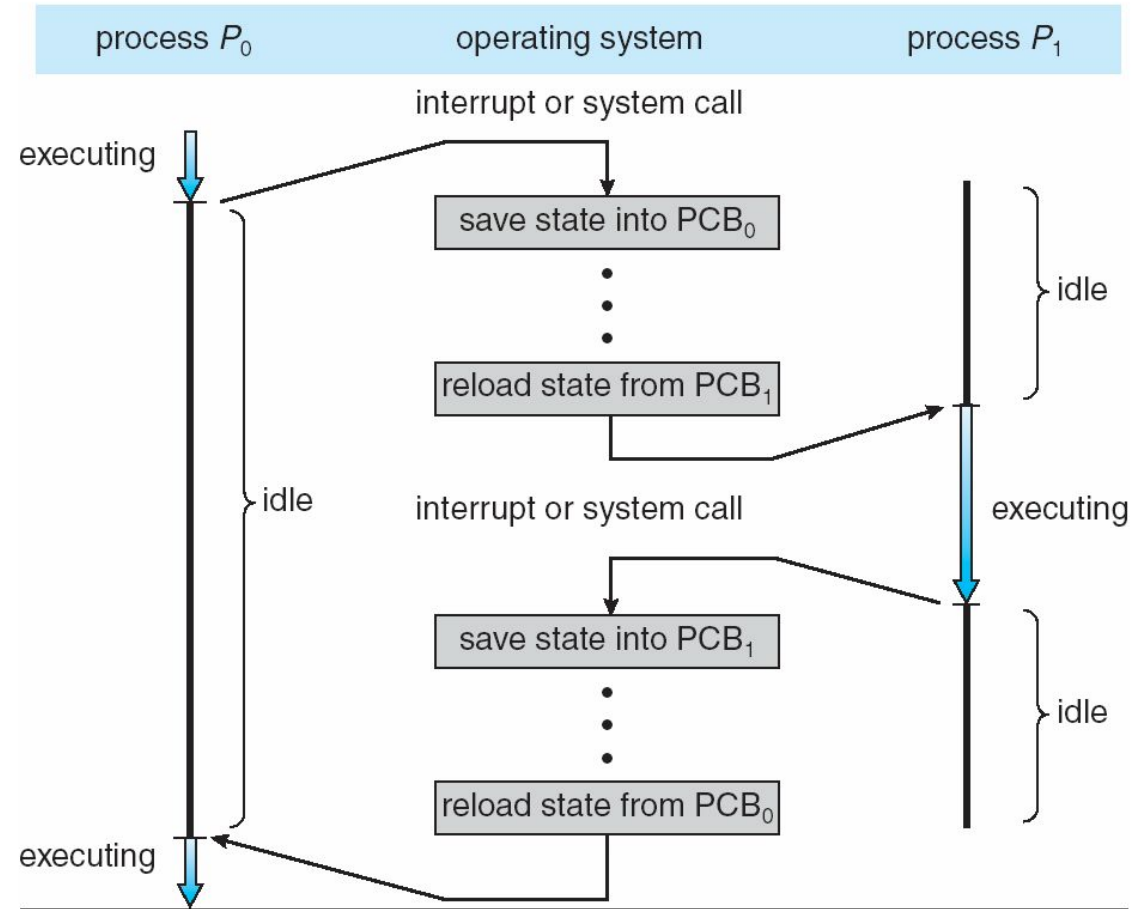 process P₀ operating system process P₁
interrupt or system call
executing
save state into PCB₀
idle
reload state from PCB₁
idle
interrupt or system call
executing
save state into PCB₁
idle
reload state from PCB₀
executing